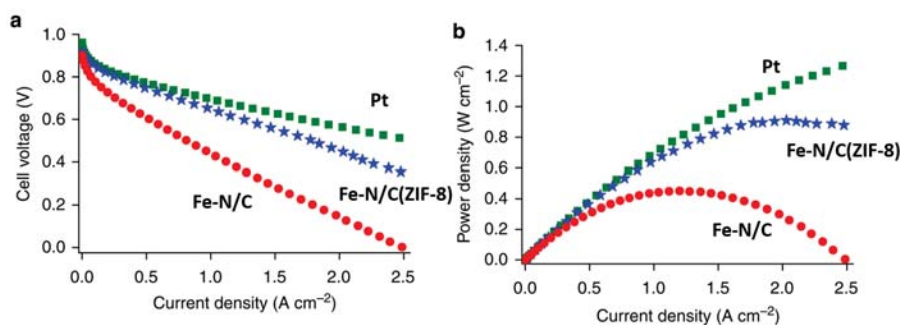 a
Cell voltage (V)
1.0
0.8
0.6
0.4
0.2
0.0
Pt
Fe-N/C(ZIF-8)
Fe-N/C
0.0 0.5 1.0 1.5 2.0 2.5
Current density (A cm⁻²)
b
Power density (W cm⁻²)
1.4
1.2
1.0
0.8
0.6
0.4
0.2
0.0
Pt
Fe-N/C(ZIF-8)
Fe-N/C
0.0 0.5 1.0 1.5 2.0 2.5
Current density (A cm⁻²)